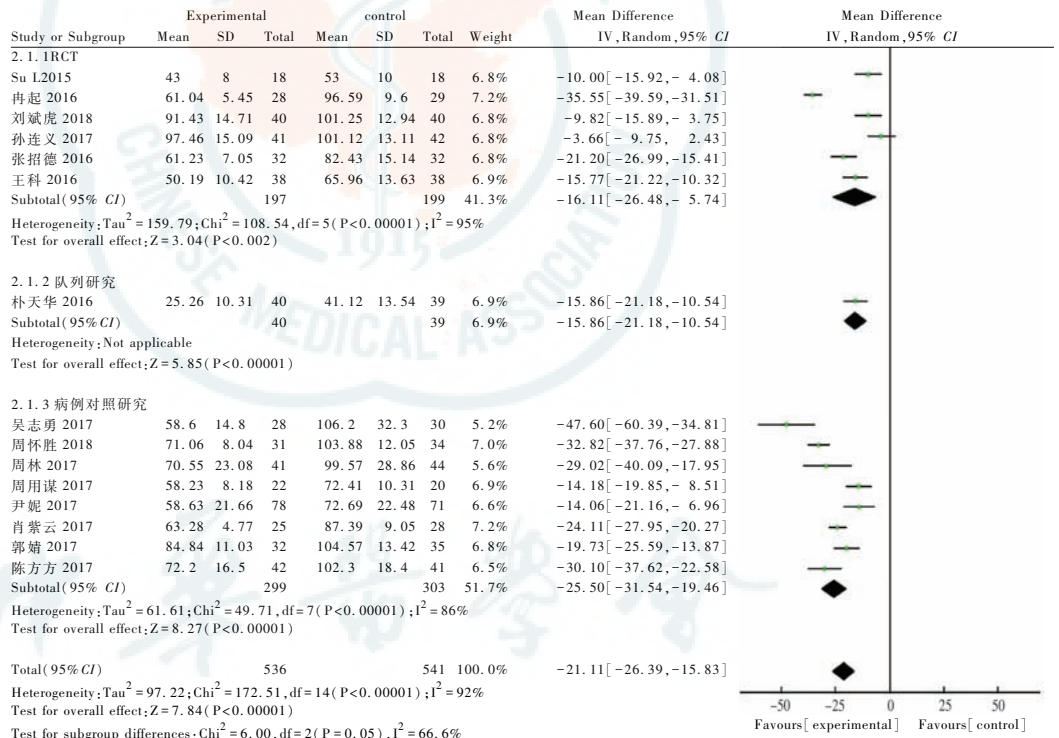 Experimental control Mean Difference Mean Difference
Study or Subgroup Mean SD Total Mean SD Total Weight IV,Random,95% CI IV,Random,95% CI
2.1.1RCT
Su L2015 43 8 18 53 10 18 6.8% -10.00[-15.92,- 4.08]
冉起 2016 61.04 5.45 28 96.59 9.6 29 7.2% -35.55[-39.59,-31.51]
刘斌虎 2018 91.43 14.71 40 101.25 12.94 40 6.8% -9.82[-15.89,- 3.75]
孙连义 2017 97.46 15.09 41 101.12 13.11 42 6.8% -3.66[- 9.75, 2.43]
张招德 2016 61.23 7.05 32 82.43 15.14 32 6.8% -21.20[-26.99,-15.41]
王科 2016 50.19 10.42 38 65.96 13.63 38 6.9% -15.77[-21.22,-10.32]
Subtotal(95% CI) 197 199 41.3% -16.11[-26.48,- 5.74]
Heterogeneity:Tau²=159.79;Chi²=108.54,df=5(P<0.00001);I²=95%
Test for overall effect:Z=3.04(P<0.002)
2.1.2 队列研究
朴天华 2016 25.26 10.31 40 41.12 13.54 39 6.9% -15.86[-21.18,-10.54]
Subtotal(95%CI) 40 39 6.9% -15.86[-21.18,-10.54]
Heterogeneity:Not applicable
Test for overall effect:Z=5.85(P<0.00001)
2.1.3 病例对照研究
吴志勇 2017 58.6 14.8 28 106.2 32.3 30 5.2% -47.60[-60.39,-34.81]
周怀胜 2018 71.06 8.04 31 103.88 12.05 34 7.0% -32.82[-37.76,-27.88]
周林 2017 70.55 23.08 41 99.57 28.86 44 5.6% -29.02[-40.09,-17.95]
周用谋 2017 58.23 8.18 22 72.41 10.31 20 6.9% -14.18[-19.85,- 8.51]
尹妮 2017 58.63 21.66 78 72.69 22.48 71 6.6% -14.06[-21.16,- 6.96]
肖紫云 2017 63.28 4.77 25 87.39 9.05 28 7.2% -24.11[-27.95,-20.27]
郭婧 2017 84.84 11.03 32 104.57 13.42 35 6.8% -19.73[-25.59,-13.87]
陈方方 2017 72.2 16.5 42 102.3 18.4 41 6.5% -30.10[-37.62,-22.58]
Subtotal(95% CI) 299 303 51.7% -25.50[-31.54,-19.46]
Heterogeneity:Tau²=61.61;Chi²=49.71,df=7(P<0.00001);I²=86%
Test for overall effect:Z=8.27(P<0.00001)
Total(95%CI) 536 541 100.0% -21.11[-26.39,-15.83]
Heterogeneity:Tau²=97.22;Chi²=172.51,df=14(P<0.00001);I²=92%
Test for overall effect:Z=7.84(P<0.00001)
Test for subgroup differences·Chi²=6.00,df=2(P=0.05),I²=66.6%
-50 -25 0 25 50
Favours[experimental] Favours[control]
CHINESE MEDICAL ASSOCIATI
1915